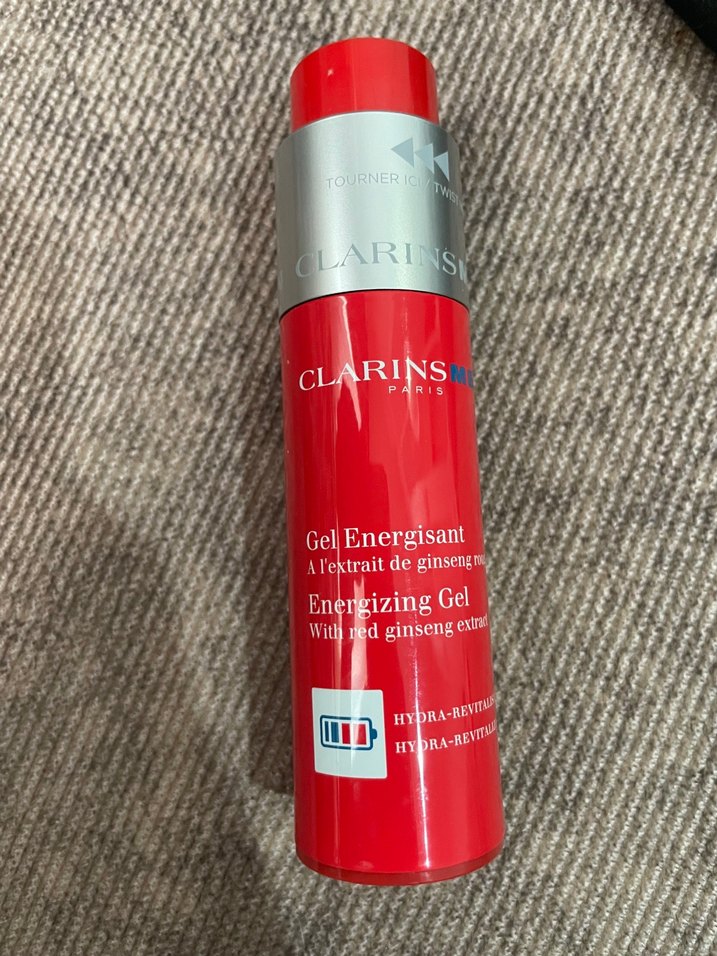 TOURNER ICI / TWIST
CLARINS
CLARINS
PARIS
Gel Energisant
A l'extrait de ginseng
Energizing Gel
With red ginseng extract